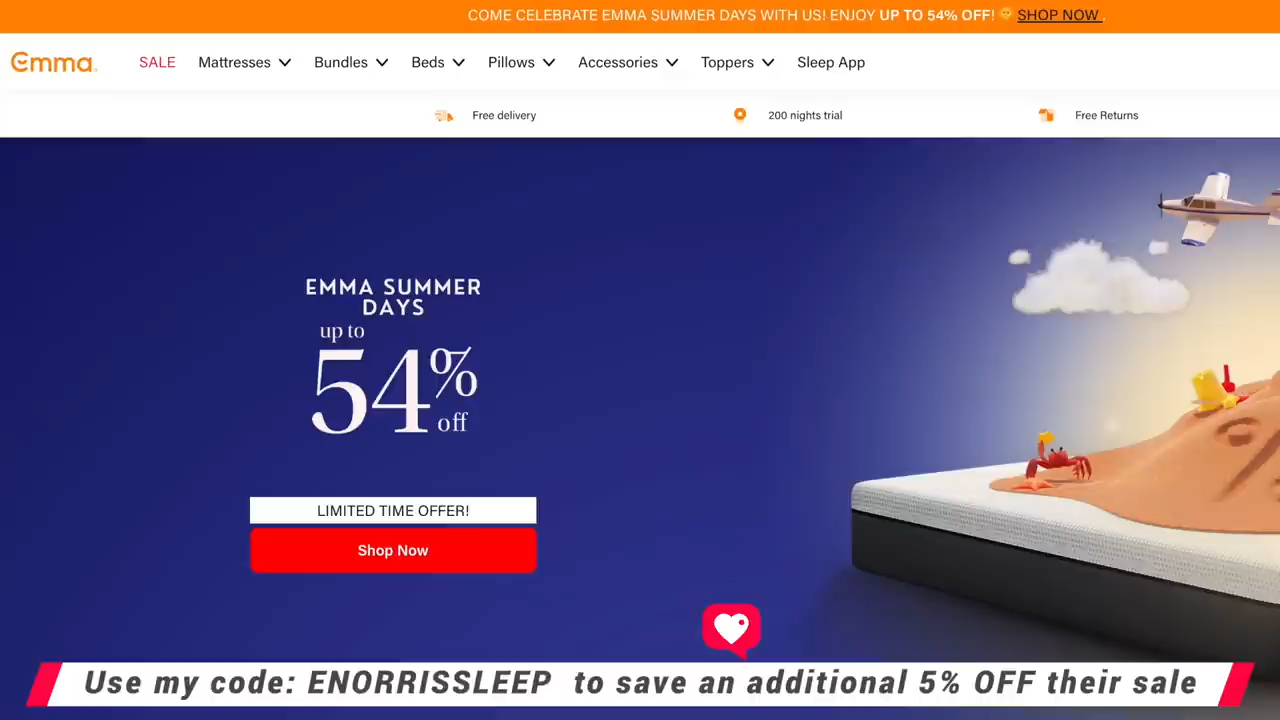 COME CELEBRATE EMMA SUMMER DAYS WITH US! ENJOY UP TO 54% OFF! 🌞 SHOP NOW
Emma.
SALE Mattresses Bundles Beds Pillows Accessories Toppers Sleep App
Free delivery 200 nights trial Free Returns
EMMA SUMMER
DAYS
up to
54%
off
LIMITED TIME OFFER!
Shop Now
Use my code: ENORRISSLEEP to save an additional 5% OFF their sale